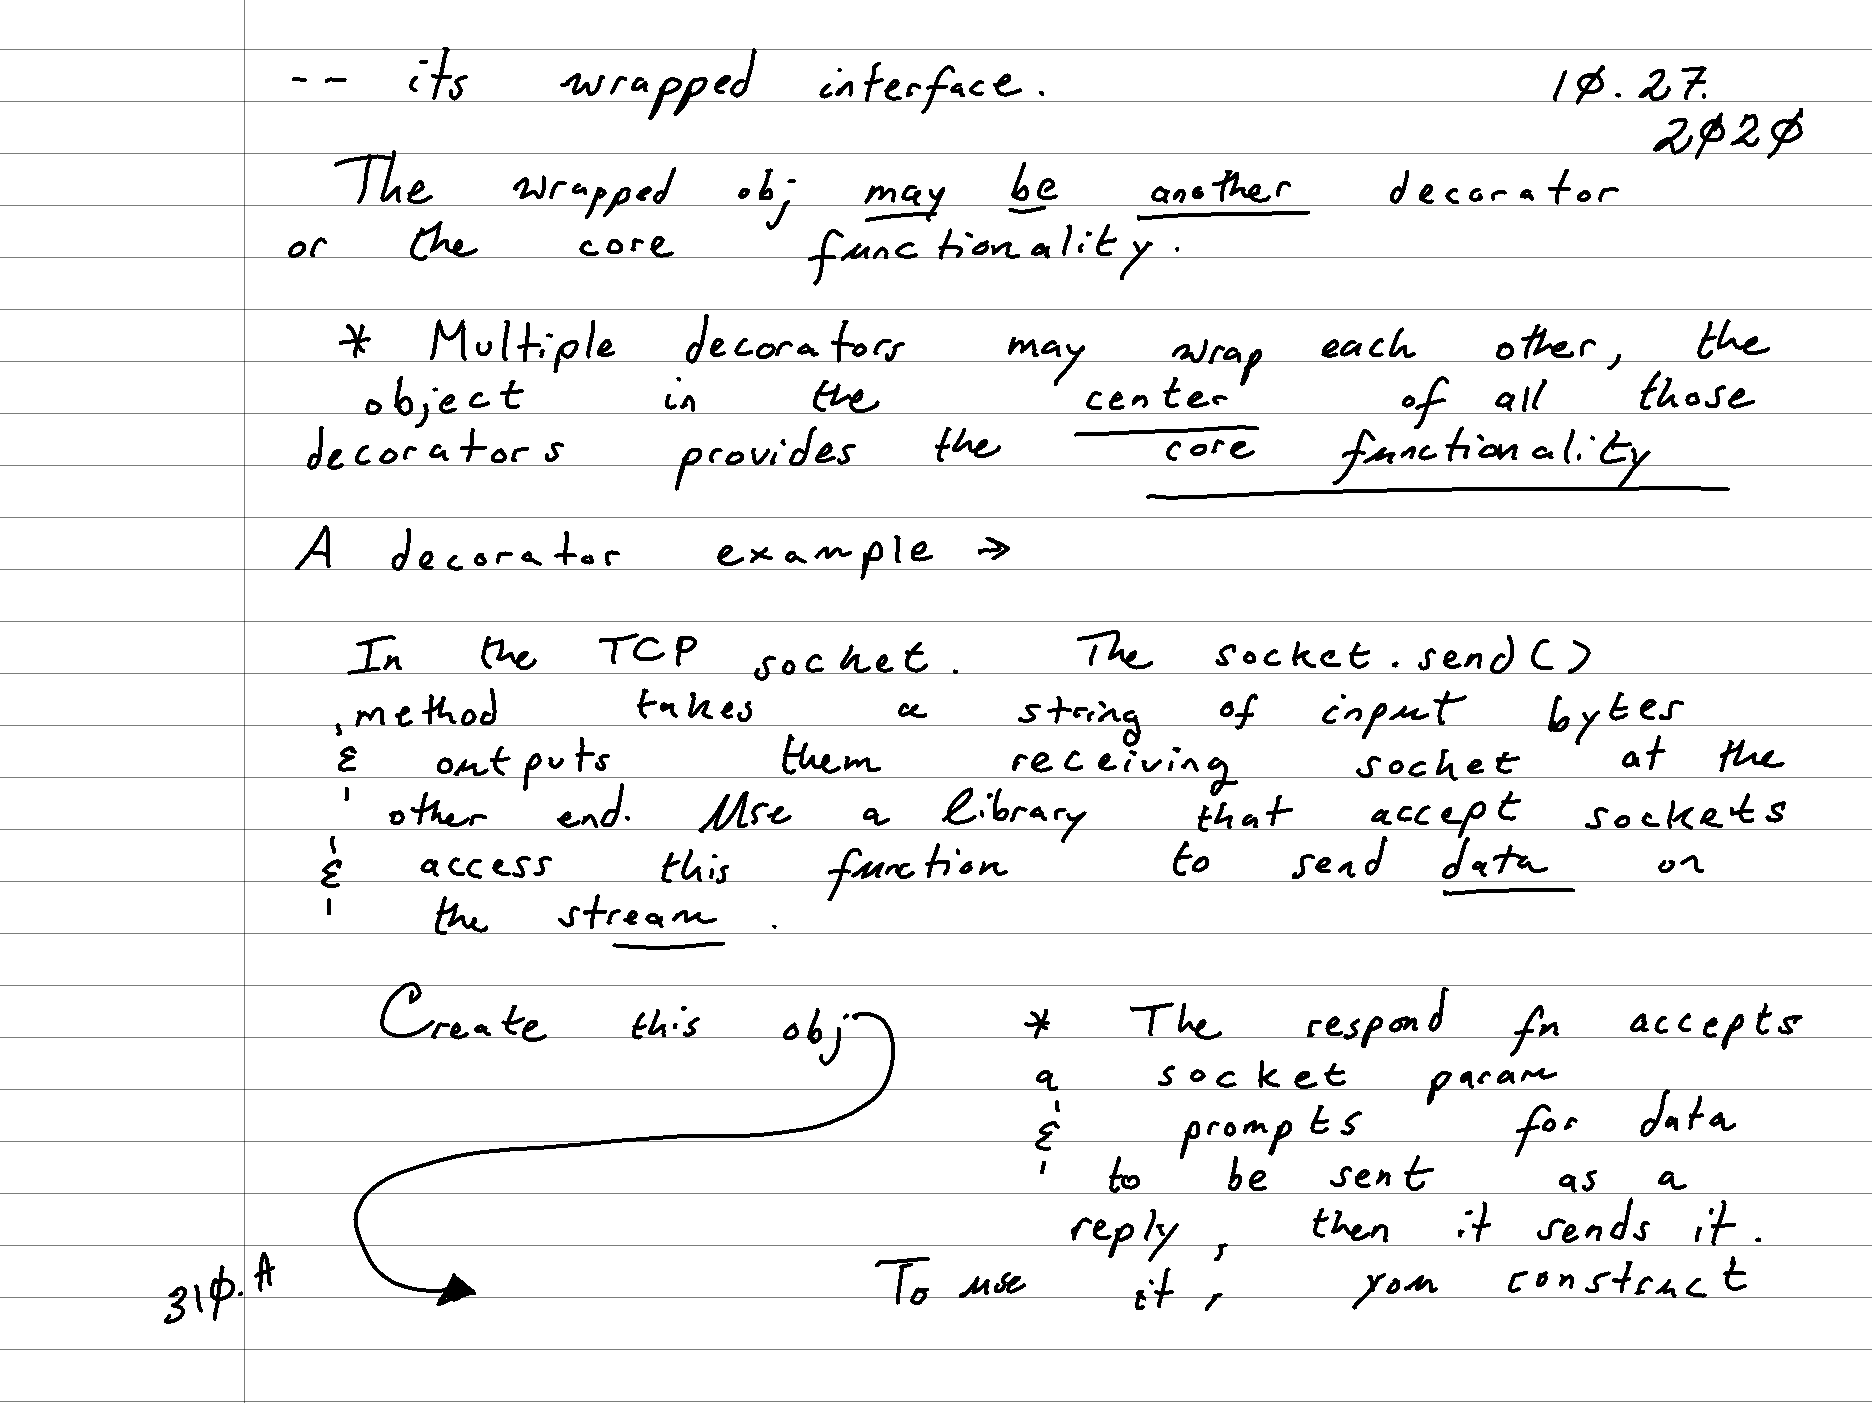 -- its wrapped interface.
10.27.
2020
The wrapped obj may be another decorator
or the core functionality.
* Multiple decorators may wrap each other, the
object in the center of all those
decorators provides the core functionality
A decorator example →
In the TCP socket. The socket.send()
method takes a string of input bytes
& outputs them receiving socket at the
other end. Use a library that accept sockets
& access this function to send data on
the stream.
Create this obj
* The respond fn accepts
a socket param
& prompts for data
to be sent as a
reply, then it sends it.
To use it, you construct
310.A